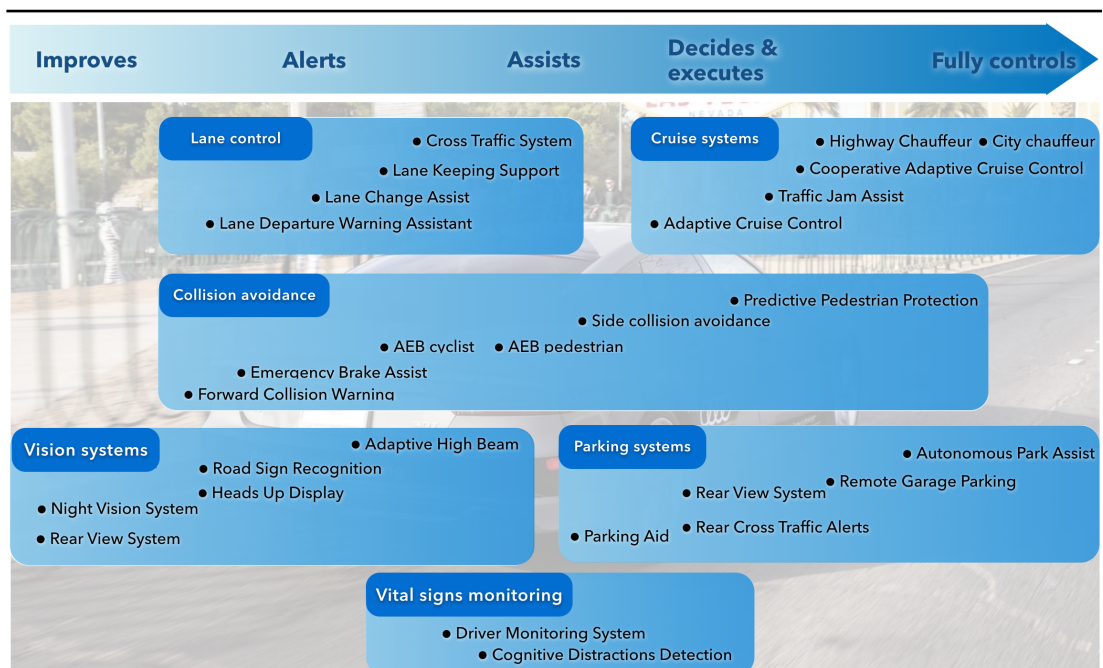 Improves
Alerts
Assists
Decides &
executes
Fully controls
NEVADA
Lane control
● Cross Traffic System
● Lane Keeping Support
● Lane Change Assist
● Lane Departure Warning Assistant
Cruise systems
● Highway Chauffeur ● City chauffeur
● Cooperative Adaptive Cruise Control
● Traffic Jam Assist
● Adaptive Cruise Control
Collision avoidance
● Predictive Pedestrian Protection
● Side collision avoidance
● AEB cyclist ● AEB pedestrian
● Emergency Brake Assist
● Forward Collision Warning
Vision systems
● Adaptive High Beam
● Road Sign Recognition
● Heads Up Display
● Night Vision System
● Rear View System
Parking systems
● Autonomous Park Assist
● Remote Garage Parking
● Rear View System
● Rear Cross Traffic Alerts
● Parking Aid
Vital signs monitoring
● Driver Monitoring System
● Cognitive Distractions Detection